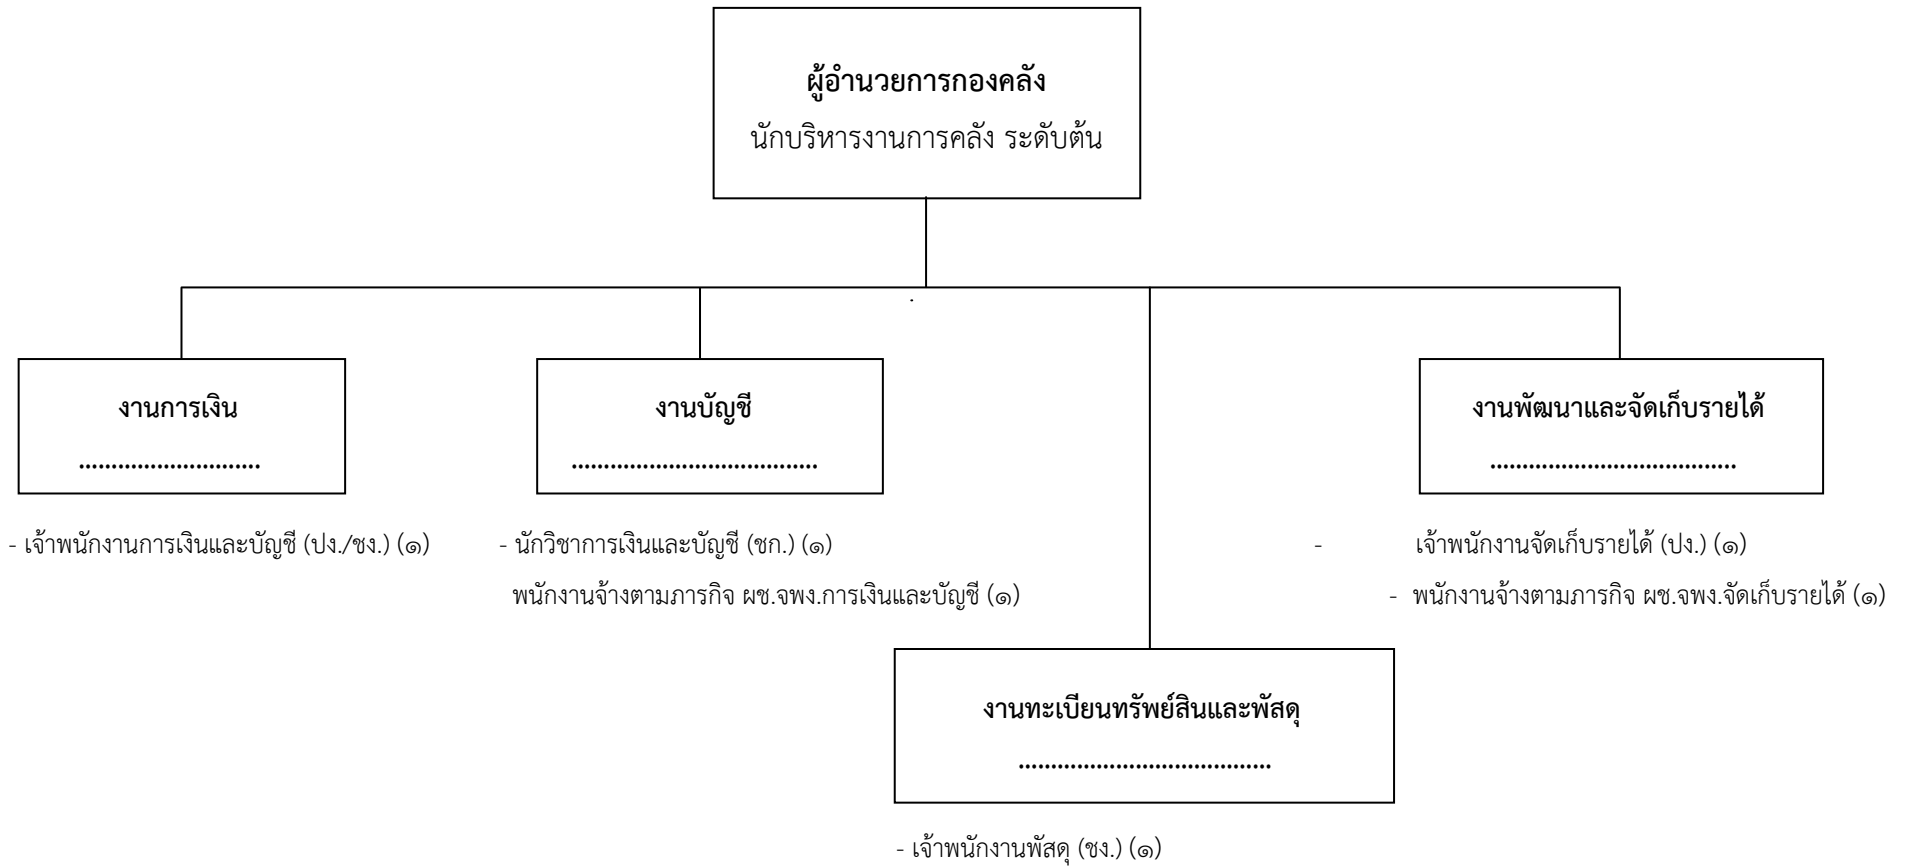 ผู้อำนวยการกองคลัง
นักบริหารงานการคลัง ระดับต้น
งานการเงิน
............................
- เจ้าพนักงานการเงินและบัญชี (ปง./ชง.) (๑)
งานบัญชี
......................................
- นักวิชาการเงินและบัญชี (ชก.) (๑)
พนักงานจ้างตามภารกิจ ผช.จพง.การเงินและบัญชี (๑)
งานพัฒนาและจัดเก็บรายได้
......................................
- เจ้าพนักงานจัดเก็บรายได้ (ปง.) (๑)
- พนักงานจ้างตามภารกิจ ผช.จพง.จัดเก็บรายได้ (๑)
งานทะเบียนทรัพย์สินและพัสดุ
.......................................
- เจ้าพนักงานพัสดุ (ชง.) (๑)